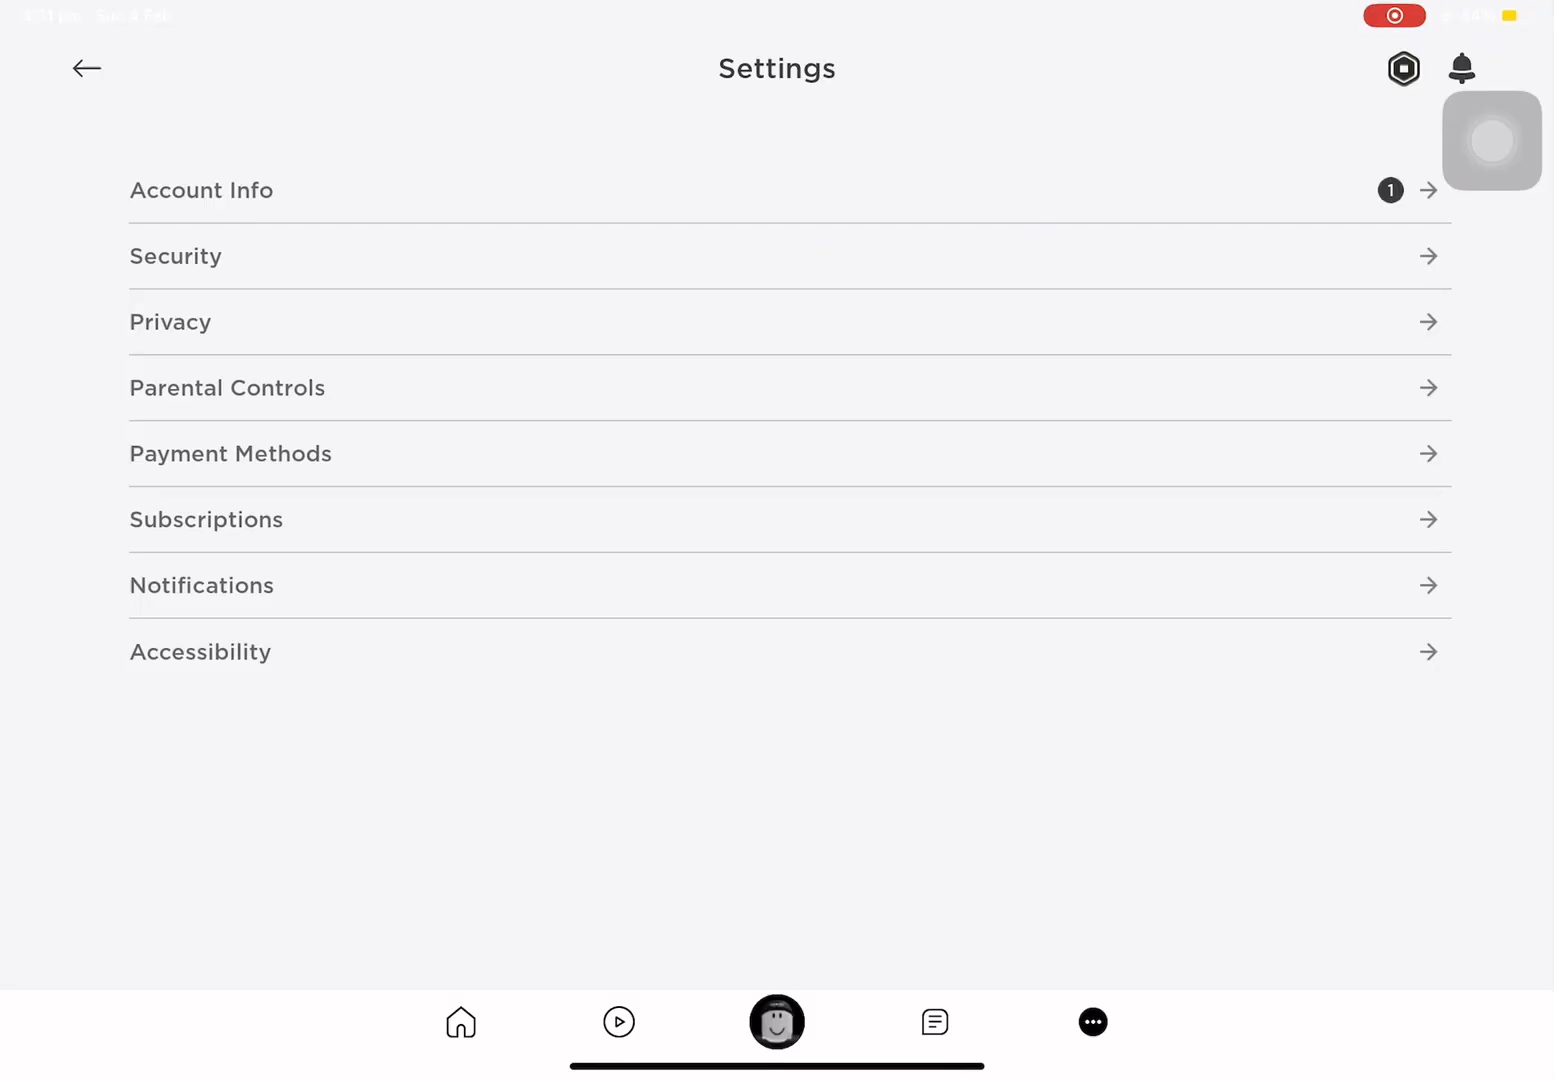 Settings
Account Info
1
Security
Privacy
Parental Controls
Payment Methods
Subscriptions
Notifications
Accessibility